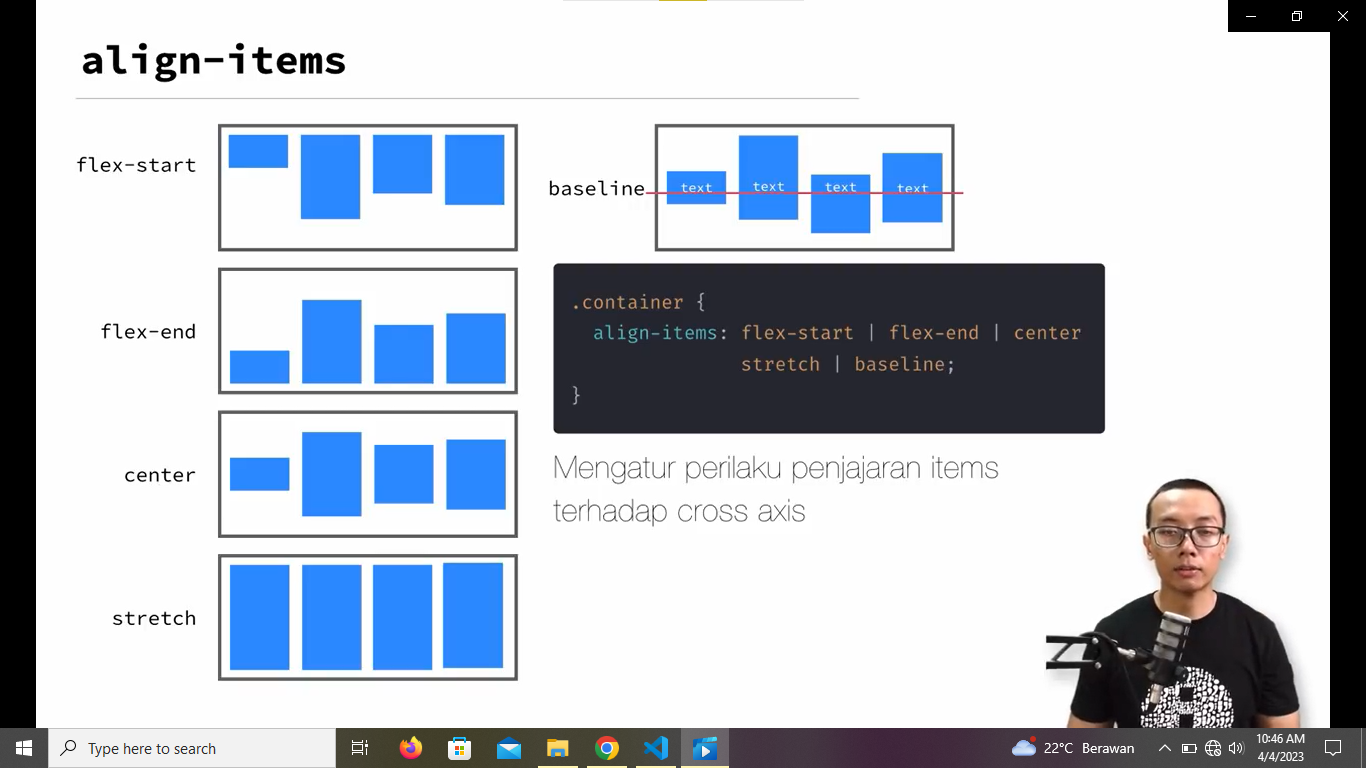 align-items
flex-start
baseline
text text text text
flex-end
.container {
align-items: flex-start | flex-end | center
stretch | baseline;
}
center
Mengatur perilaku penjajaran items
terhadap cross axis
stretch
Type here to search
22°C Berawan
10:46 AM
4/4/2023